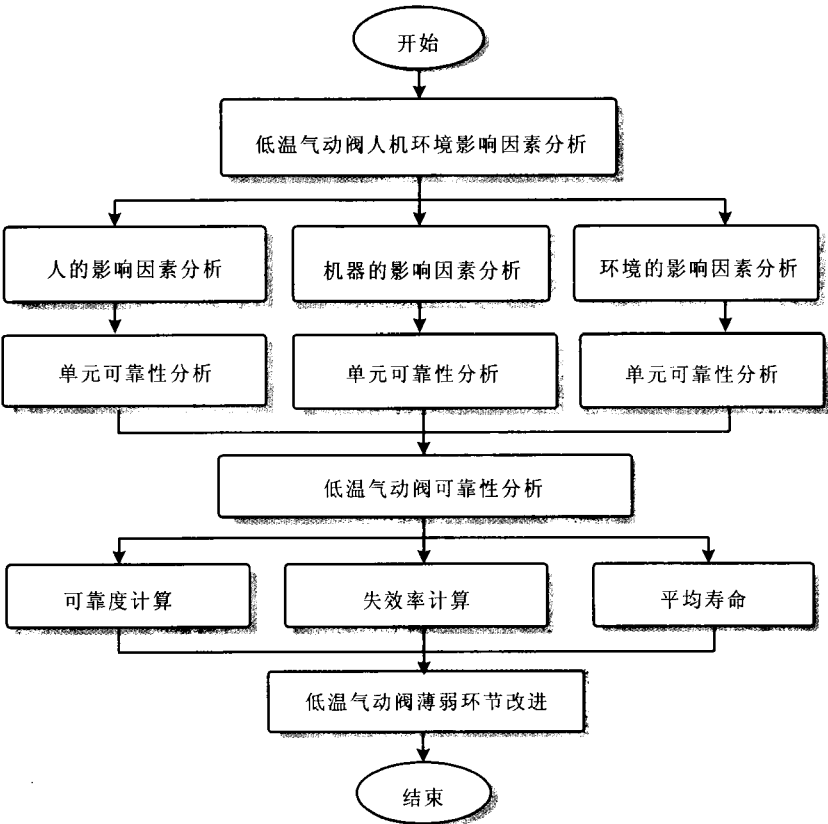 开始
低温气动阀人机环境影响因素分析
人的影响因素分析
机器的影响因素分析
环境的影响因素分析
单元可靠性分析
单元可靠性分析
单元可靠性分析
低温气动阀可靠性分析
可靠度计算
失效率计算
平均寿命
低温气动阀薄弱环节改进
结束